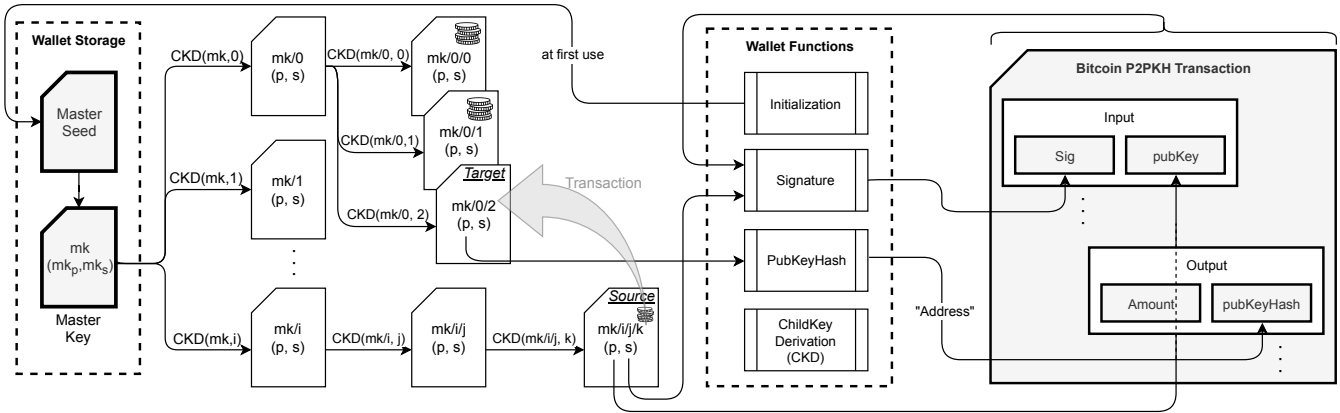 Wallet Storage
Master
Seed
mk
(mkp,mks)
Master
Key
CKD(mk,0)
CKD(mk,1)
CKD(mk,i)
mk/0
(p, s)
mk/1
(p, s)
. . .
mk/i
(p, s)
CKD(mk/0, 0)
CKD(mk/0,1)
CKD(mk/0, 2)
CKD(mk/i, j)
mk/0/0
(p, s)
mk/0/1
(p, s)
Target
mk/0/2
(p, s)
mk/i/j
(p, s)
CKD(mk/i/j, k)
Transaction
Source
mk/i/j/k
(p, s)
at first use
Wallet Functions
Initialization
Signature
PubKeyHash
ChildKey
Derivation
(CKD)
"Address"
Bitcoin P2PKH Transaction
Input
Sig
pubKey
. . .
Output
Amount
pubKeyHash
. . .